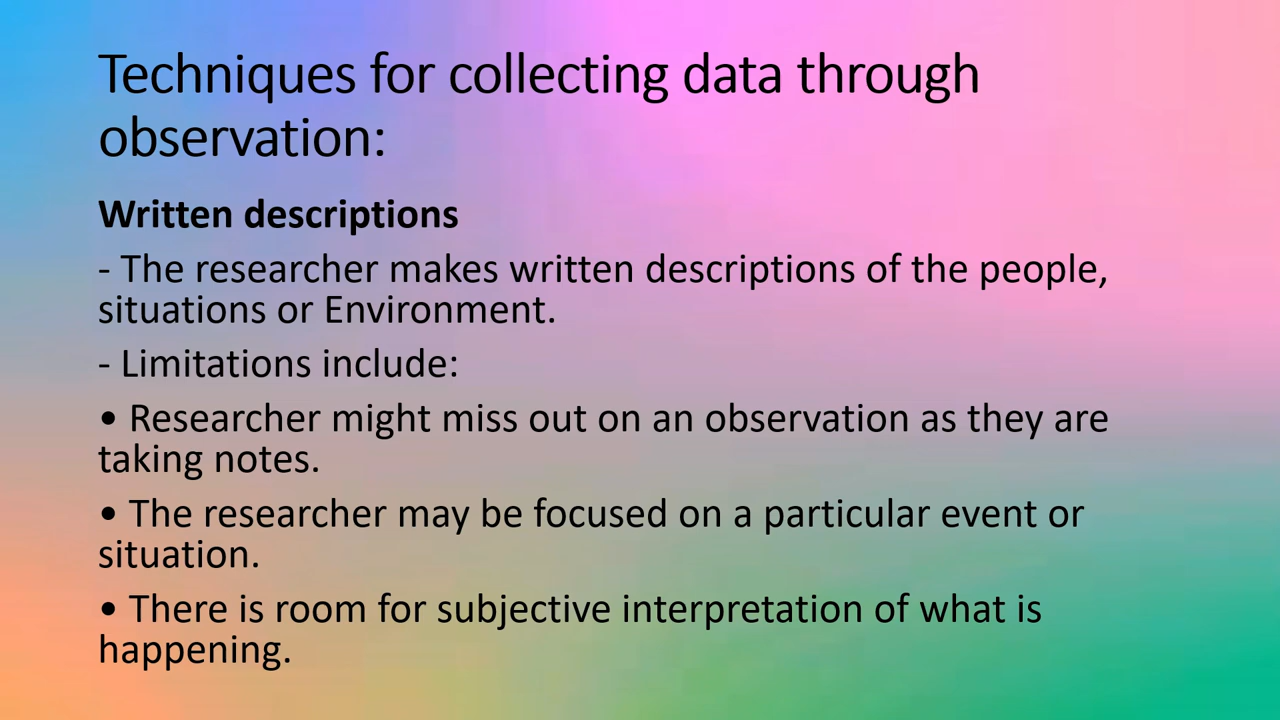 Techniques for collecting data through
observation:
Written descriptions
- The researcher makes written descriptions of the people,
situations or Environment.
- Limitations include:
• Researcher might miss out on an observation as they are
taking notes.
• The researcher may be focused on a particular event or
situation.
• There is room for subjective interpretation of what is
happening.